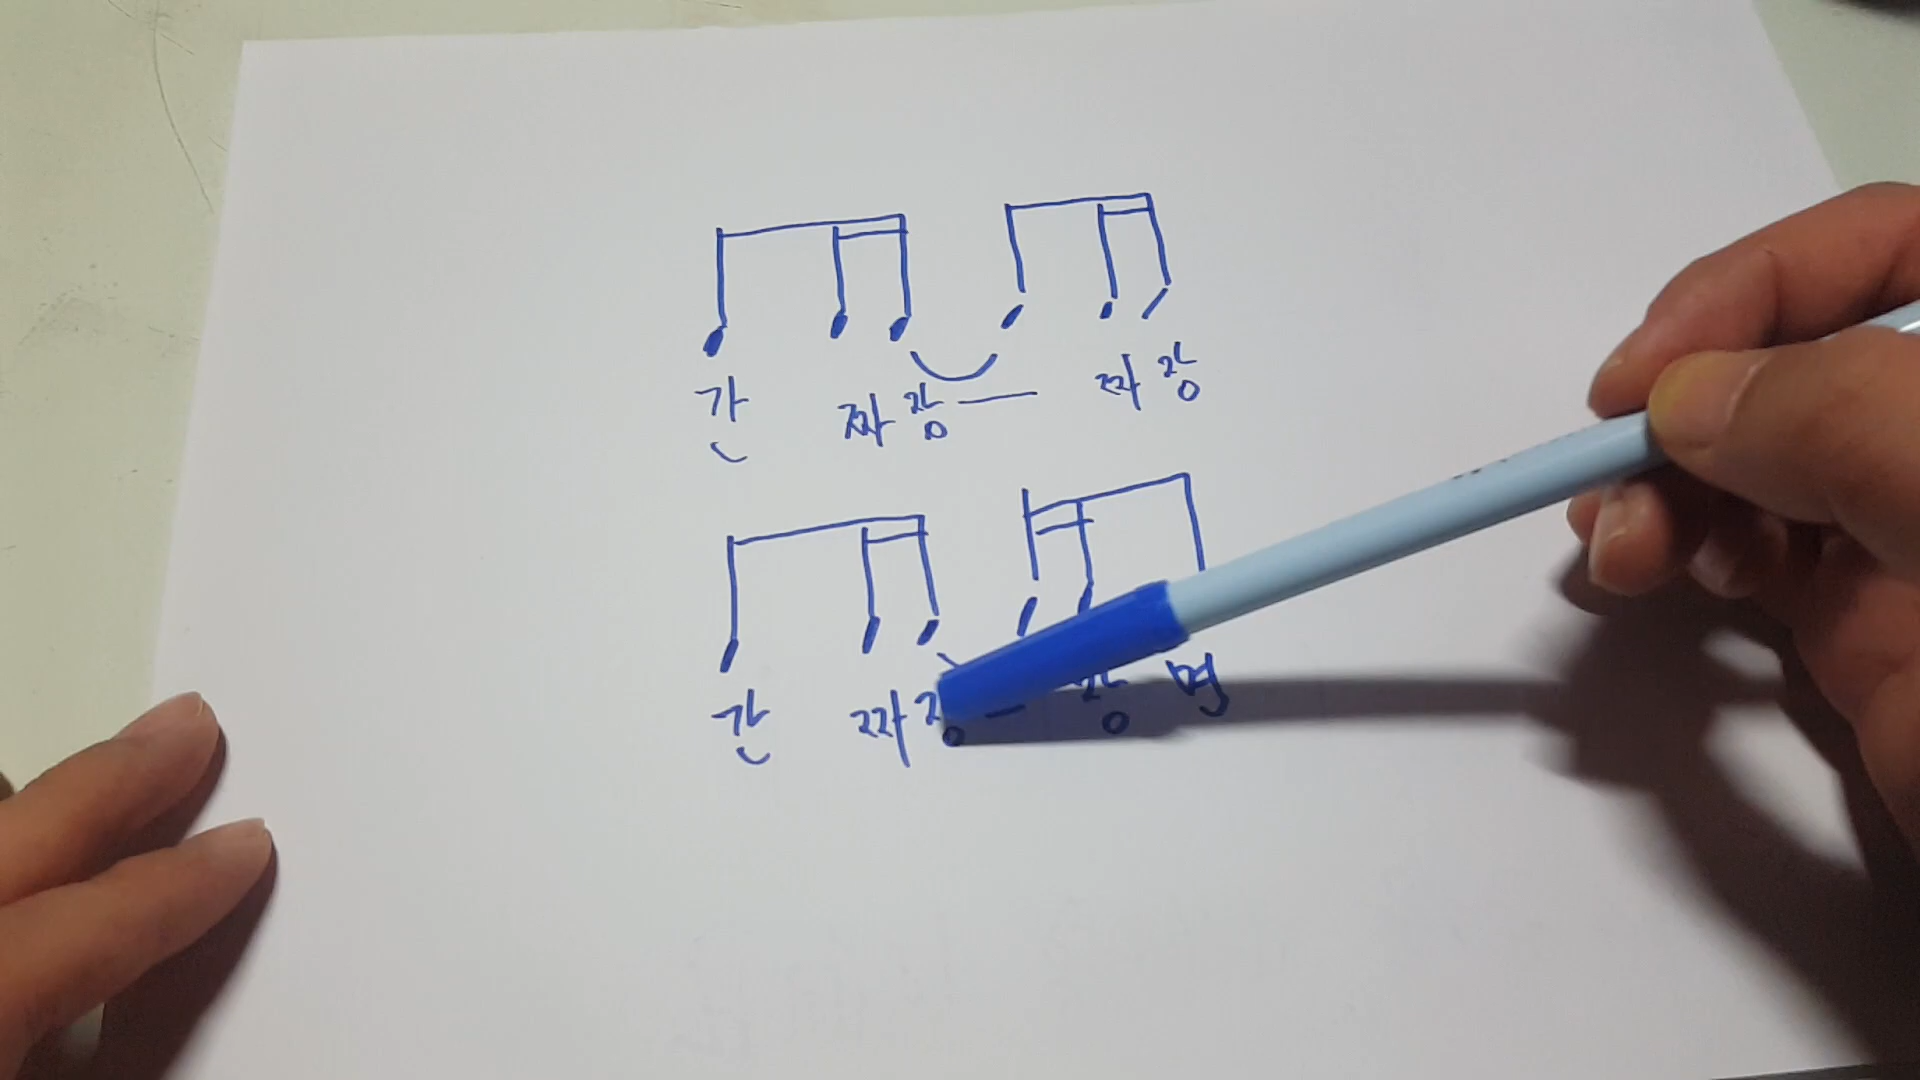 간 짜장 — 짜장
간 짜장 — 장 면